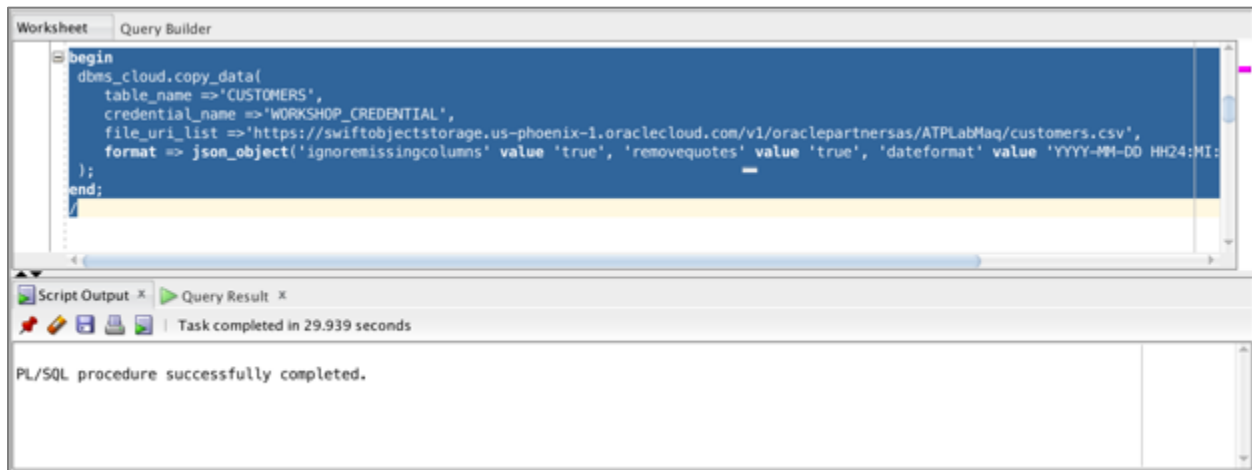 Worksheet Query Builder
begin
dbms_cloud.copy_data(
table_name =>'CUSTOMERS',
credential_name =>'WORKSHOP_CREDENTIAL',
file_uri_list =>'https://swiftobjectstorage.us-phoenix-1.oraclecloud.com/v1/oraclepartnersas/ATPLabMaq/customers.csv',
format => json_object('ignoremissingcolumns' value 'true', 'removequotes' value 'true', 'dateformat' value 'YYYY-MM-DD HH24:MI:
);
end;
/
Script Output x Query Result x
Task completed in 29.939 seconds
PL/SQL procedure successfully completed.